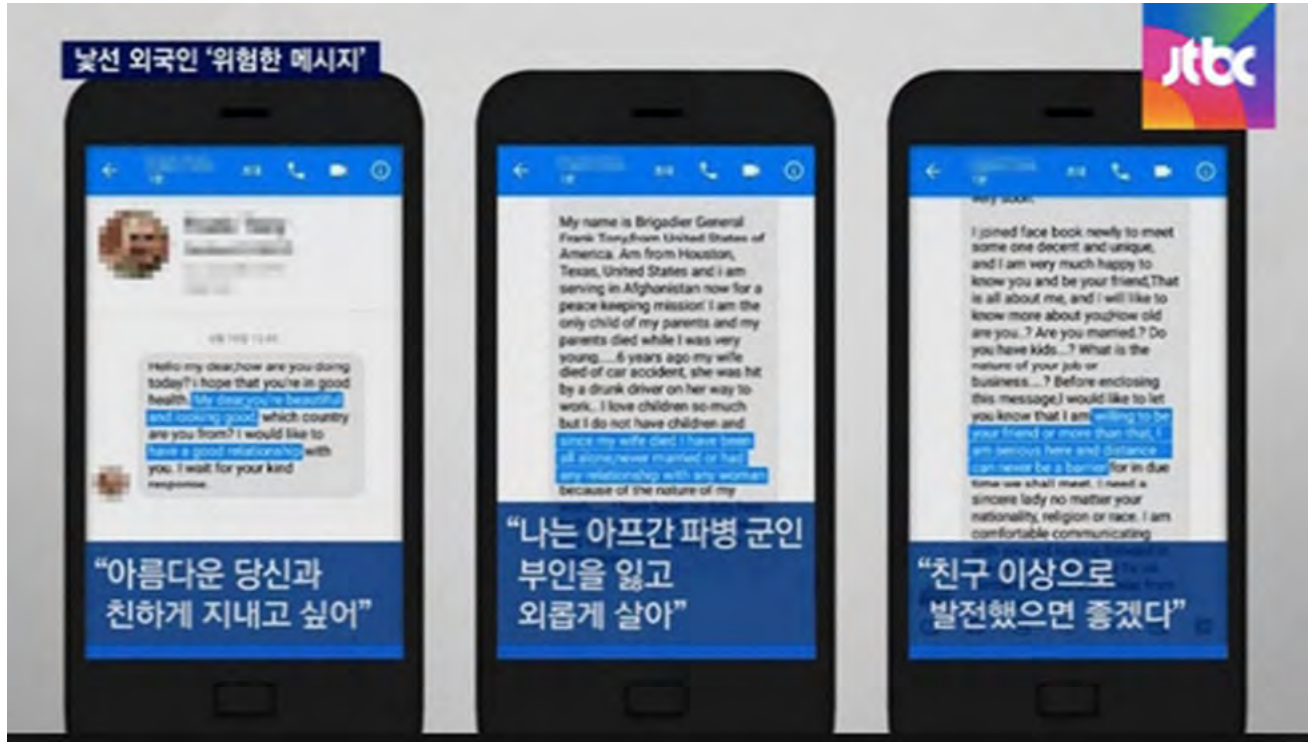 낯선 외국인 ‘위험한 메시지’
jtbc
Hello my dear,how are you doing
today? i hope that you're in good
health. My dear,you're beautiful
and looking good, which country
are you from? I would like to
have a good relationship with
you. I wait for your kind
response.
“아름다운 당신과
친하게 지내고 싶어”
My name is Brigadier General
Frank Tony,from United States of
America. Am from Houston,
Texas, United States and i am
serving in Afghanistan now for a
peace keeping mission! I am the
only child of my parents and my
parents died while I was very
young.....6 years ago my wife
died of car accident, she was hit
by a drunk driver on her way to
work.. I love children so much
but I do not have children and
since my wife died I have been
all alone,never married or had
any relationship with any woman
because of the nature of my
“나는 아프간 파병 군인
부인을 잃고
외롭게 살아”
very soon.
I joined face book newly to meet
some one decent and unique,
and I am very much happy to
know you and be your friend,That
is all about me, and i will like to
know more about you;How old
are you..? Are you married.? Do
you have kids...? What is the
nature of your job or
business....? Before enclosing
this message,I would like to let
you know that I am willing to be
your friend or more than that, I
am serious here and distance
can never be a barrier for in due
time we shall meet. I need a
sincere lady no matter your
nationality, religion or race. I am
comfortable communicating
“친구 이상으로
발전했으면 좋겠다”